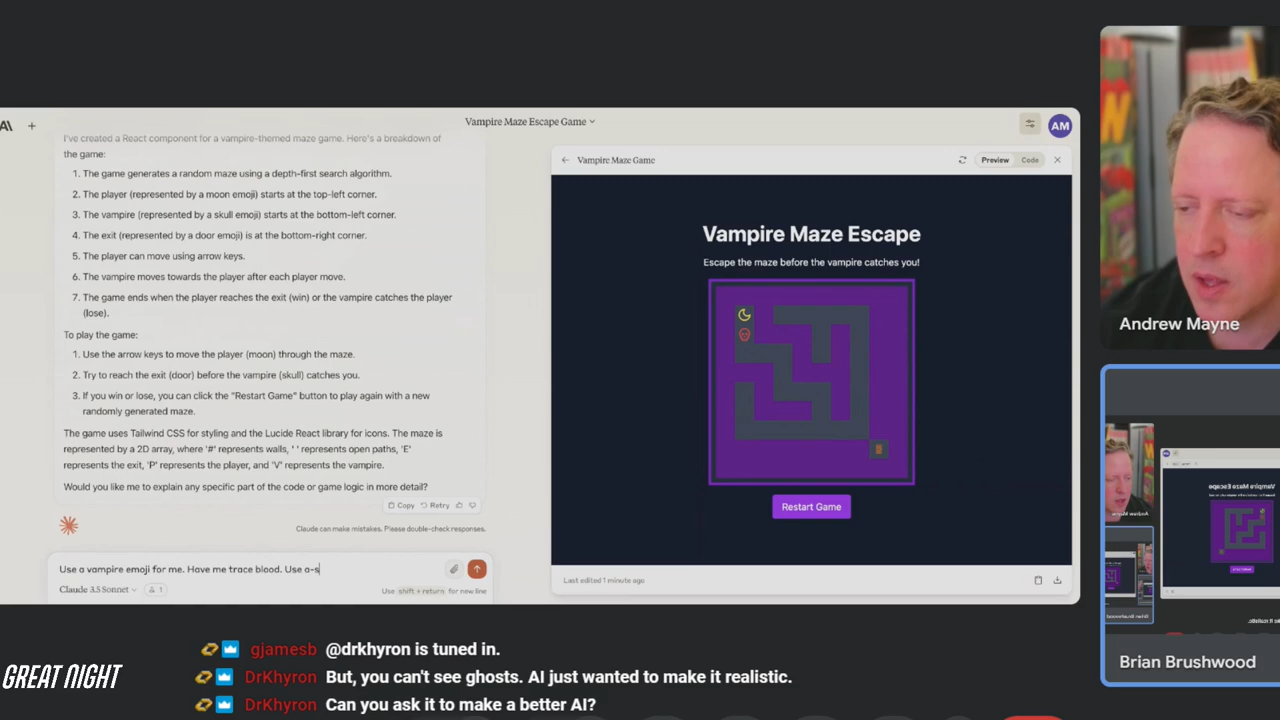 Vampire Maze Escape Game
AM
I've created a React component for a vampire-themed maze game. Here's a breakdown of
the game:
1. The game generates a random maze using a depth-first search algorithm.
2. The player (represented by a moon emoji) starts at the top-left corner.
3. The vampire (represented by a skull emoji) starts at the bottom-left corner.
4. The exit (represented by a door emoji) is at the bottom-right corner.
5. The player can move using arrow keys.
6. The vampire moves towards the player after each player move.
7. The game ends when the player reaches the exit (win) or the vampire catches the player
(lose).
To play the game:
1. Use the arrow keys to move the player (moon) through the maze.
2. Try to reach the exit (door) before the vampire (skull) catches you.
3. If you win or lose, you can click the "Restart Game" button to play again with a new
randomly generated maze.
The game uses Tailwind CSS for styling and the Lucide React library for icons. The maze is
represented by a 2D array, where '#' represents walls, ' ' represents open paths, 'E'
represents the exit, 'P' represents the player, and 'V' represents the vampire.
Would you like me to explain any specific part of the code or game logic in more detail?
Copy Retry
Claude can make mistakes. Please double-check responses.
Use a vampire emoji for me. Have me trace blood. Use a-s
Claude 3.5 Sonnet 1
Use shift + return for new line
Vampire Maze Game
Preview Code
Vampire Maze Escape
Escape the maze before the vampire catches you!
Restart Game
Last edited 1 minute ago
Andrew Mayne
Brian Brushwood
GREAT NIGHT
gjamesb @drkhyron is tuned in.
DrKhyron But, you can't see ghosts. AI just wanted to make it realistic.
DrKhyron Can you ask it to make a better AI?